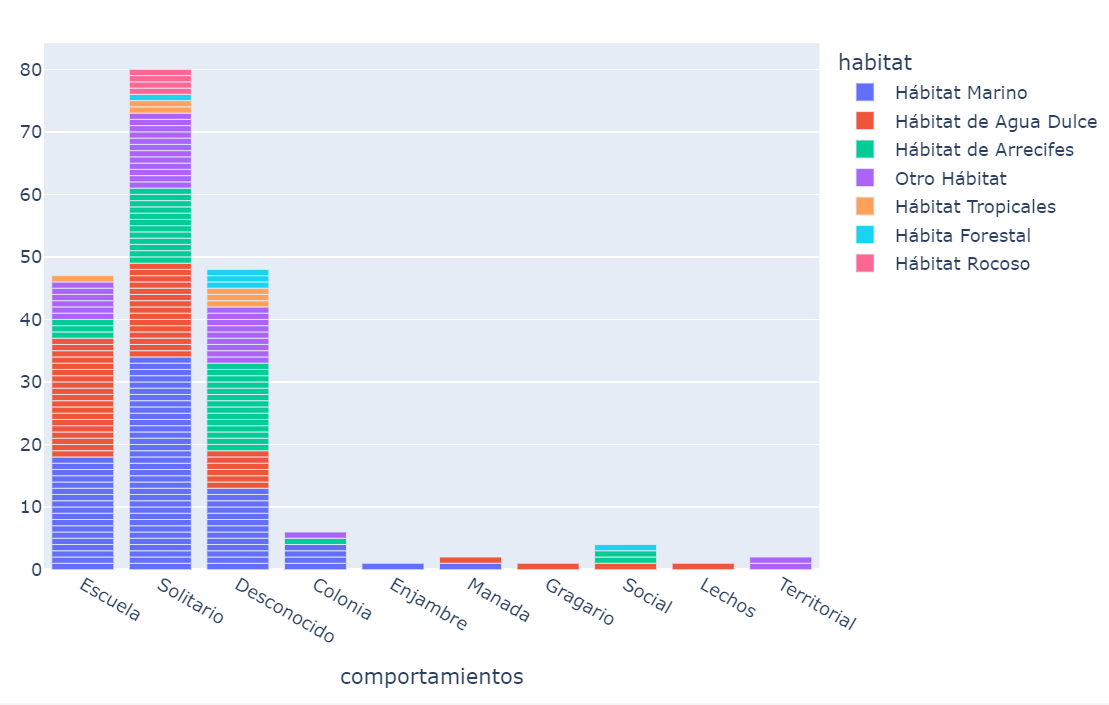 80
70
60
50
40
30
20
10
0
Escuela
Solitario
Desconocido
Colonia
Enjambre
Manada
Gragario
Social
Lechos
Territorial
comportamientos
habitat
Hábitat Marino
Hábitat de Agua Dulce
Hábitat de Arrecifes
Otro Hábitat
Hábitat Tropicales
Hábita Forestal
Hábitat Rocoso